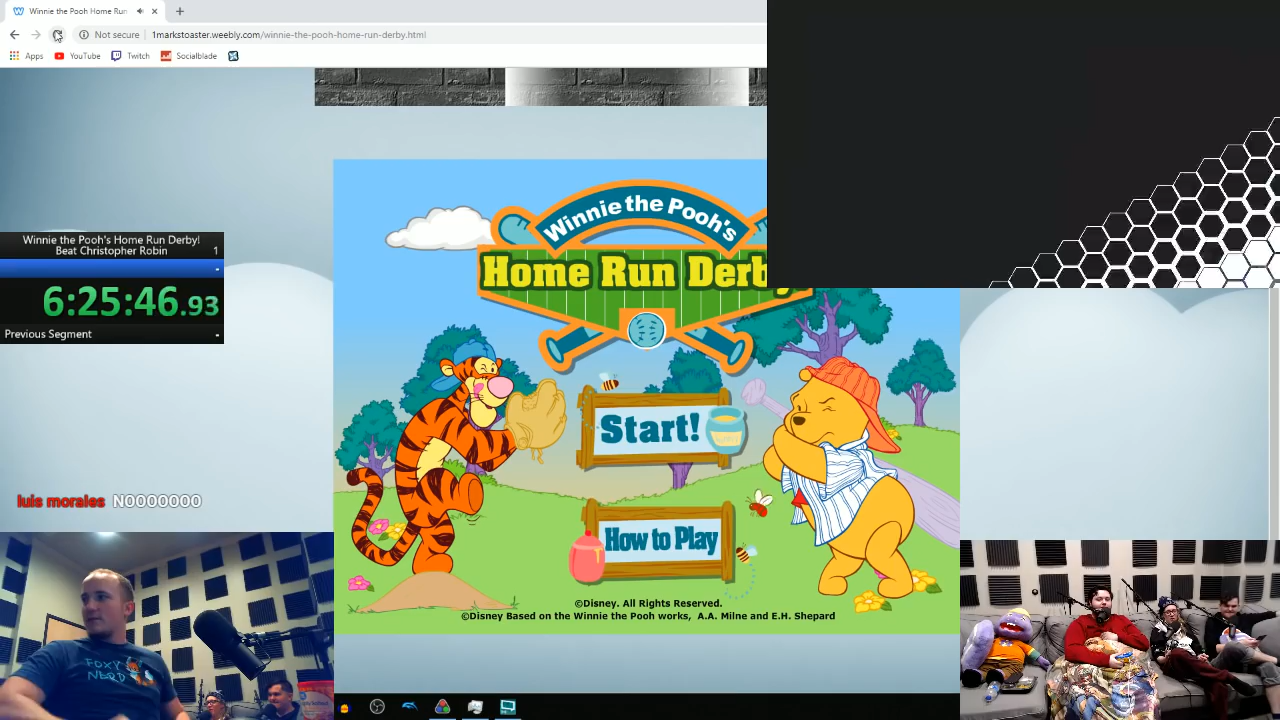 Winnie the Pooh Home Run
Not secure
1markstoaster.weebly.com/winnie-the-pooh-home-run-derby.html
Apps
YouTube
Twitch
Socialblade
Winnie the Pooh's
Home Run Derby
Winnie the Pooh's Home Run Derby!
Beat Christopher Robin 1
-
6:25:46.93
Previous Segment -
Start!
luis morales N0000000
How to Play
©Disney. All Rights Reserved.
©Disney Based on the Winnie the Pooh works, A.A. Milne and E.H. Shepard
FOXY
NERD